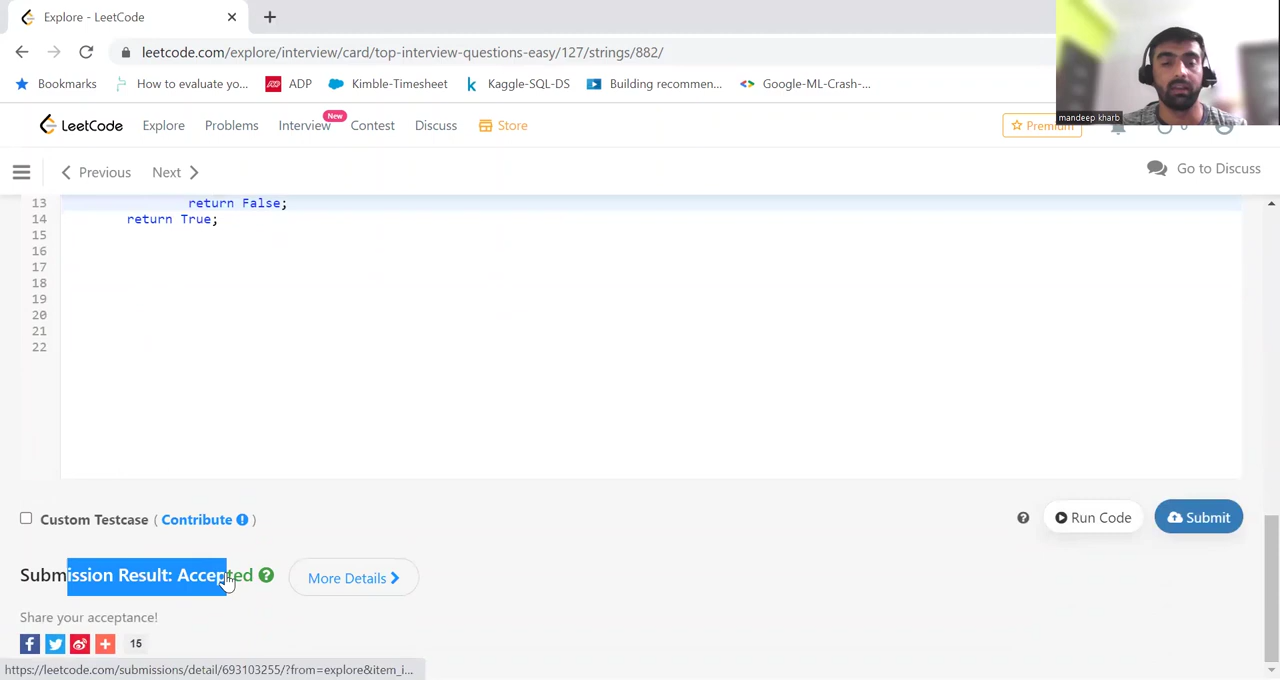 Explore - LeetCode
leetcode.com/explore/interview/card/top-interview-questions-easy/127/strings/882/
Bookmarks
How to evaluate yo...
ADP
Kimble-Timesheet
Kaggle-SQL-DS
Building recommen...
Google-ML-Crash-...
mandeep kharb
LeetCode
Explore
Problems
Interview
New
Contest
Discuss
Store
Premium
Previous
Next
Go to Discuss
13 return False;
14 return True;
15
16
17
18
19
20
21
22
Custom Testcase ( Contribute )
Run Code
Submit
Submission Result: Accepted
More Details
Share your acceptance!
15
https://leetcode.com/submissions/detail/693103255/?from=explore&item_i...